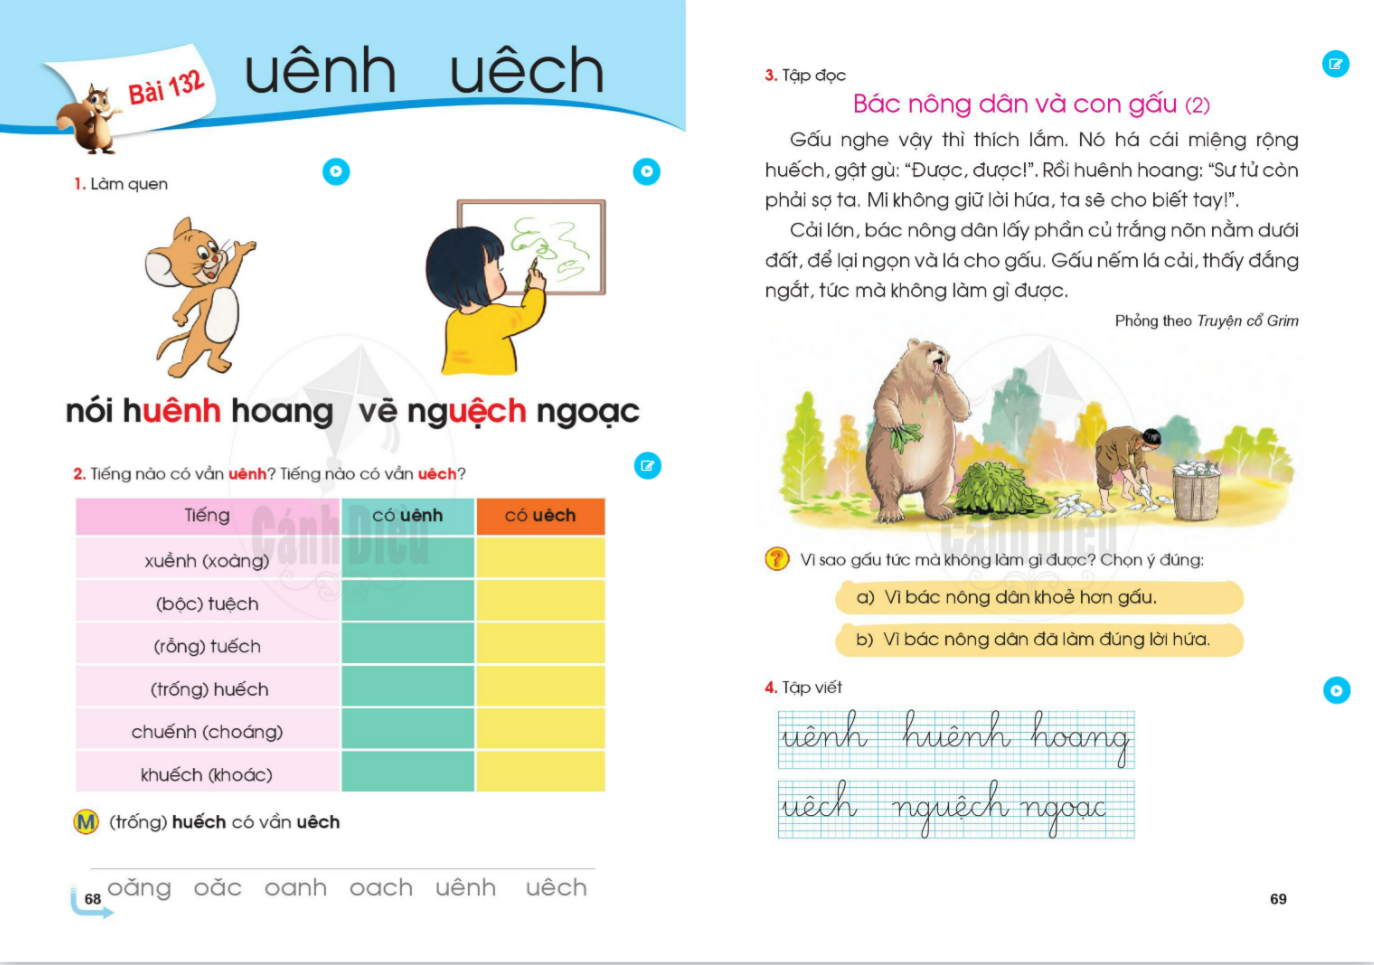 Bài 132
uênh uêch
1. Làm quen
nói huênh hoang vẽ nguệch ngoạc
2. Tiếng nào có vần uênh? Tiếng nào có vần uêch?
Tiếng có uênh có uêch
xuềnh (xoàng)
(bộc) tuệch
(rỗng) tuếch
(trống) huếch
chuếnh (choáng)
khuếch (khoác)
M (trống) huếch có vần uêch
oăng oăc oanh oach uênh uêch
68
3. Tập đọc
Bác nông dân và con gấu (2)
Gấu nghe vậy thì thích lắm. Nó há cái miệng rộng
huếch, gật gù: “Được, được!”. Rồi huênh hoang: “Sư tử còn
phải sợ ta. Mi không giữ lời hứa, ta sẽ cho biết tay!”.
Cải lớn, bác nông dân lấy phần củ trắng nõn nằm dưới
đất, để lại ngọn và lá cho gấu. Gấu nếm lá cải, thấy đắng
ngắt, tức mà không làm gì được.
Phỏng theo Truyện cổ Grim
? Vì sao gấu tức mà không làm gì được? Chọn ý đúng:
a) Vì bác nông dân khoẻ hơn gấu.
b) Vì bác nông dân đã làm đúng lời hứa.
4. Tập viết
uênh huênh hoang
uêch nguệch ngoạc
69
Cánh Diều
Cánh Diều